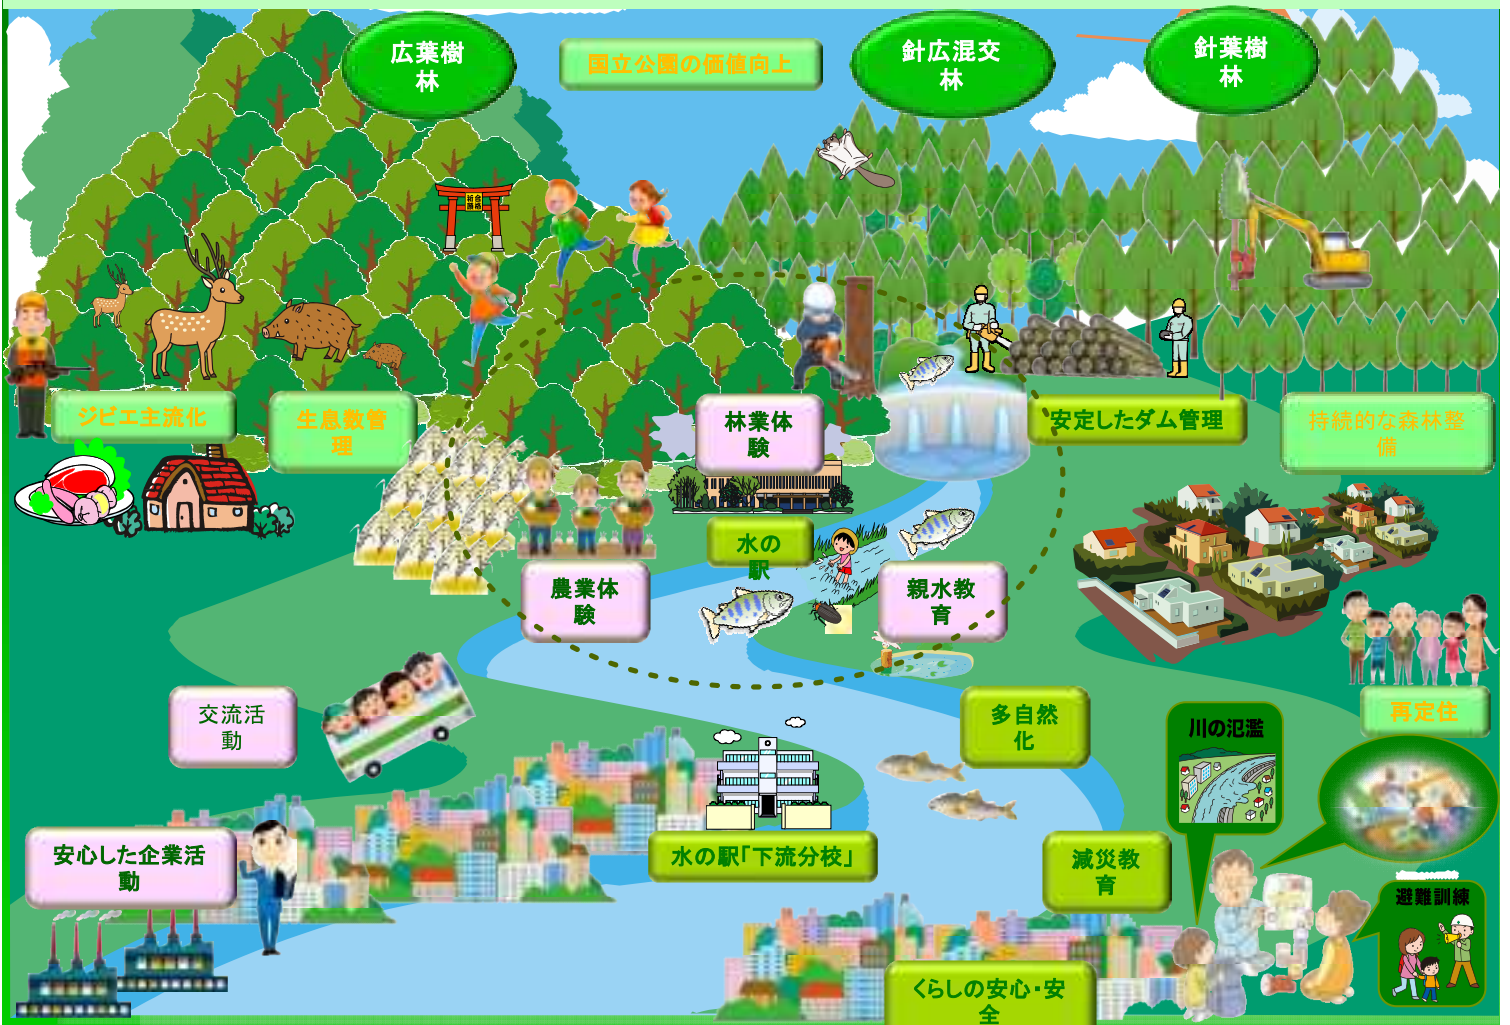 広葉樹
林
国立公園の価値向上
針広混交
林
針葉樹
林
ジビエ主流化
生息数管
理
林業体
験
安定したダム管理
持続的な森林整
備
水の
駅
農業体
験
親水教
育
交流活
動
多自然
化
川の氾濫
再定住
安心した企業活
動
水の駅｢下流分校｣
減災教
育
避難訓練
くらしの安心・安
全